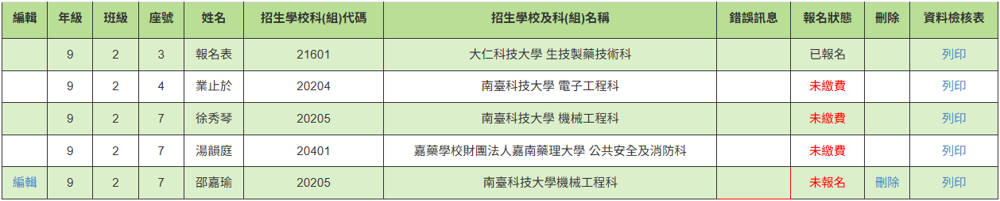 編輯 年級 班級 座號 姓名 招生學校科(組)代碼 招生學校及科(組)名稱 錯誤訊息 報名狀態 刪除 資料檢核表
9 2 3 報名表 21601 大仁科技大學 生技製藥技術科 已報名 列印
9 2 4 業止於 20204 南臺科技大學 電子工程科 未繳費 列印
9 2 7 徐秀琴 20205 南臺科技大學 機械工程科 未繳費 列印
9 2 7 湯韻庭 20401 嘉藥學校財團法人嘉南藥理大學 公共安全及消防科 未繳費 列印
編輯 9 2 7 邵嘉瑜 20205 南臺科技大學機械工程科 未報名 刪除 列印